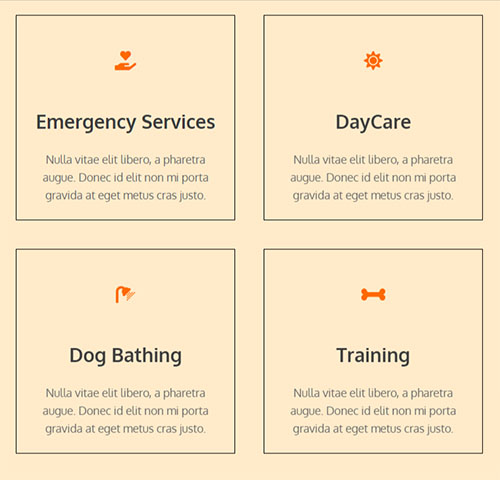 Emergency Services
Nulla vitae elit libero, a pharetra
augue. Donec id elit non mi porta
gravida at eget metus cras justo.
DayCare
Nulla vitae elit libero, a pharetra
augue. Donec id elit non mi porta
gravida at eget metus cras justo.
Dog Bathing
Nulla vitae elit libero, a pharetra
augue. Donec id elit non mi porta
gravida at eget metus cras justo.
Training
Nulla vitae elit libero, a pharetra
augue. Donec id elit non mi porta
gravida at eget metus cras justo.